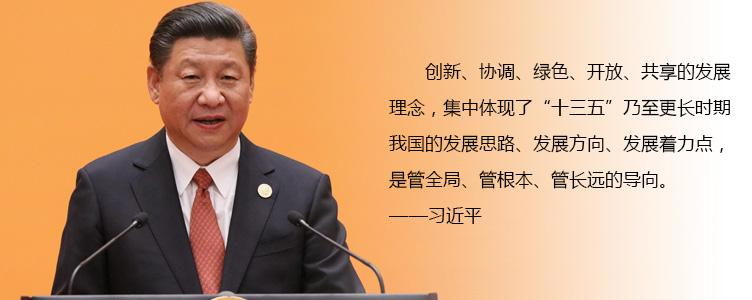 创新、协调、绿色、开放、共享的发展
理念，集中体现了“十三五”乃至更长时期
我国的发展思路、发展方向、发展着力点，
是管全局、管根本、管长远的导向。
——习近平